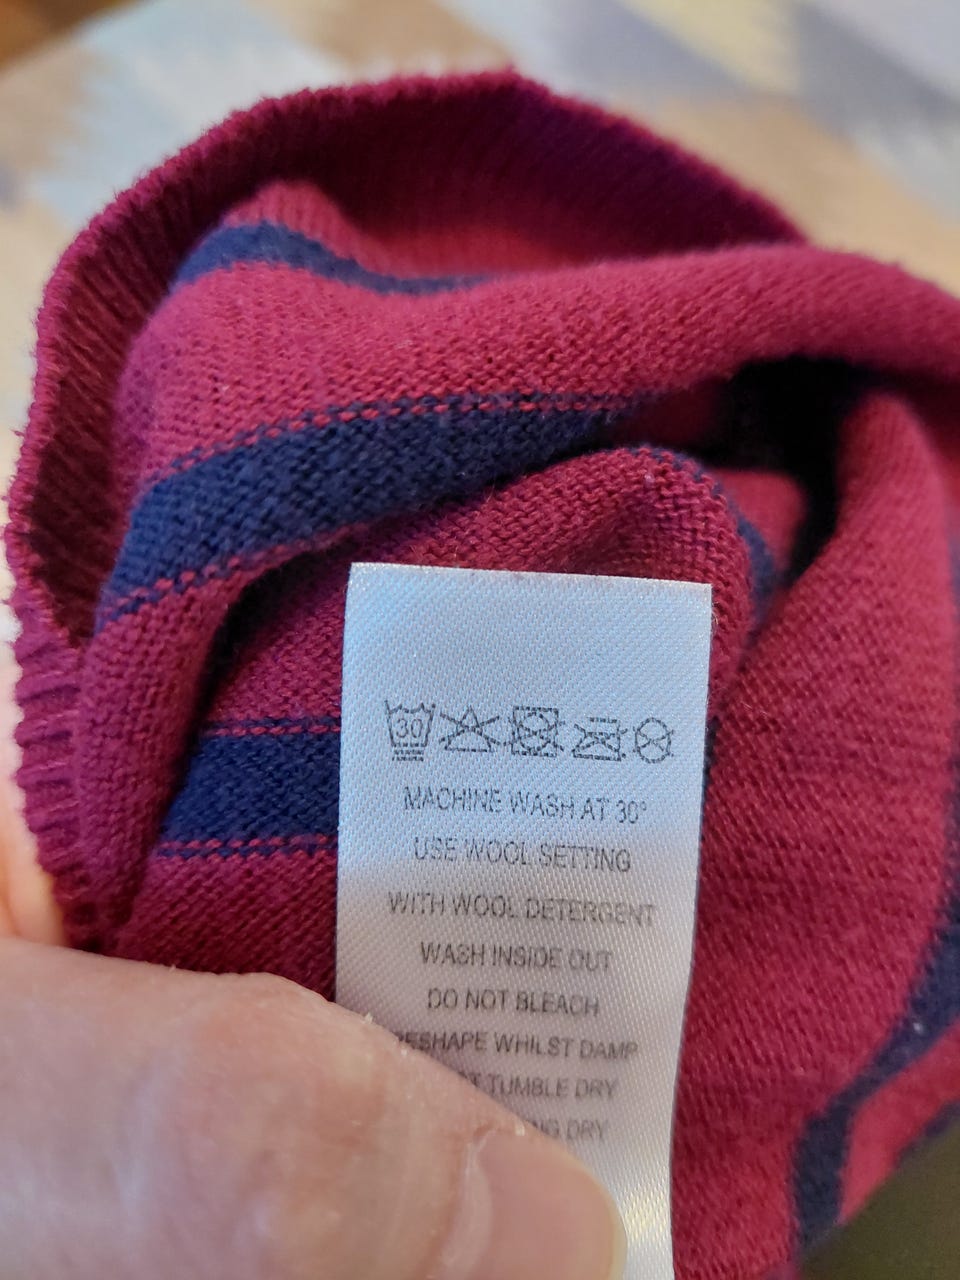 30
MACHINE WASH AT 30°
USE WOOL SETTING
WITH WOOL DETERGENT
WASH INSIDE OUT
DO NOT BLEACH
RESHAPE WHILST DAMP
TUMBLE DRY
DRY